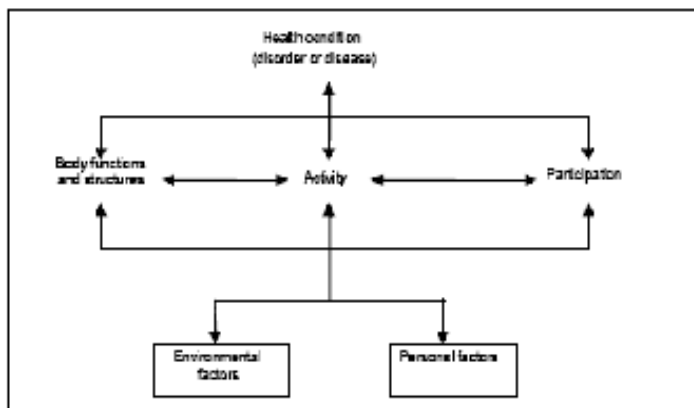 Health condition
(disorder or disease)
Body functions
and structures
Activity
Participation
Environmental
factors
Personal factors